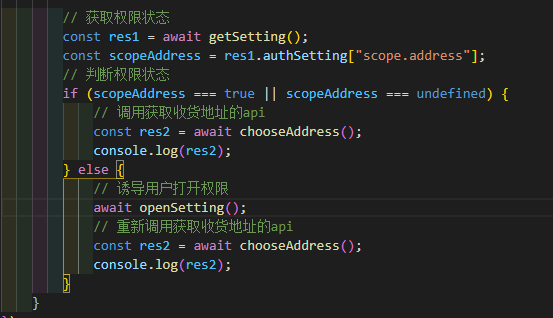 // 获取权限状态
const res1 = await getSetting();
const scopeAddress = res1.authSetting["scope.address"];
// 判断权限状态
if (scopeAddress === true || scopeAddress === undefined) {
// 调用获取收货地址的api
const res2 = await chooseAddress();
console.log(res2);
} else {
// 诱导用户打开权限
await openSetting();
// 重新调用获取收货地址的api
const res2 = await chooseAddress();
console.log(res2);
}
}